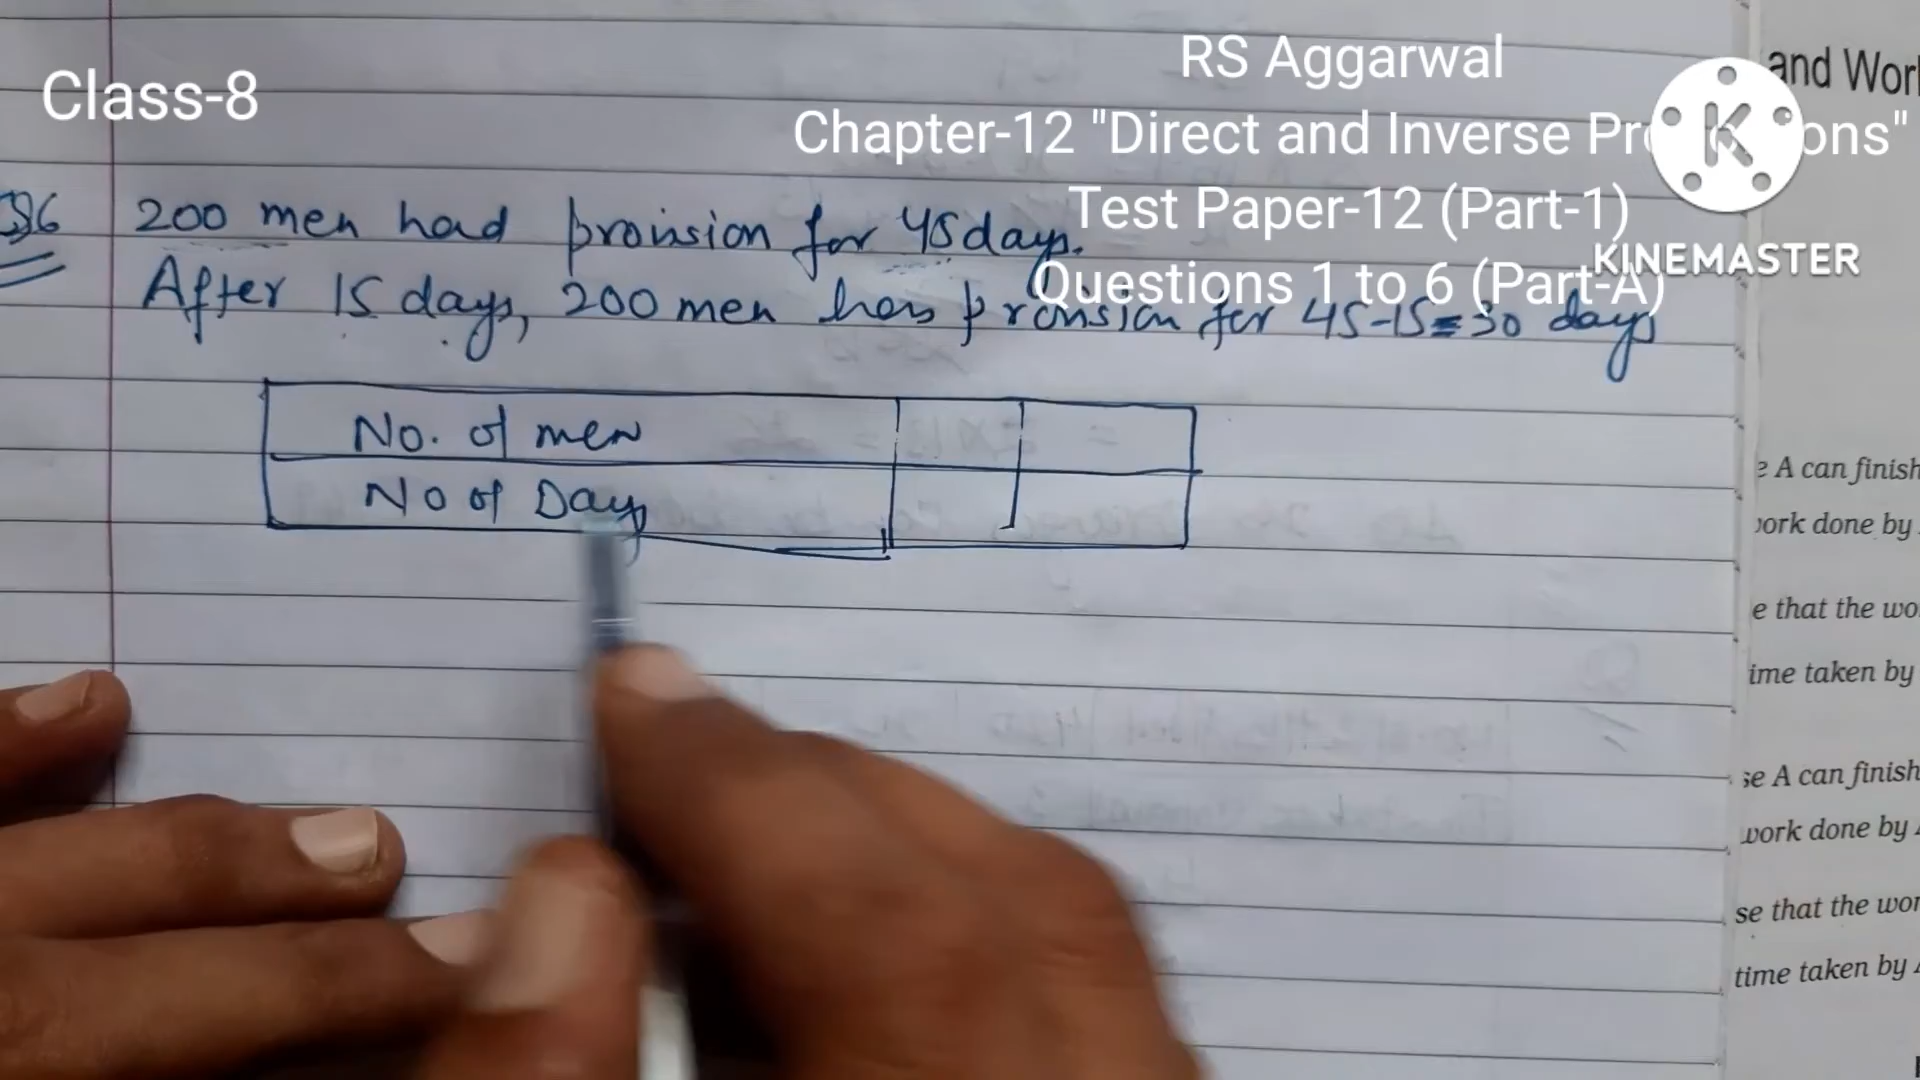 Class-8
RS Aggarwal
Chapter-12 "Direct and Inverse Pro ons"
Test Paper-12 (Part-1)
Questions 1 to 6 (Part-A)
KINEMASTER
and Wor
Q6 200 men had provision for 45 days.
After 15 days, 200 men has provision for 45-15=30 days
No. of men
No of Days
e A can finish
work done by
e that the wo
ime taken by
se A can finish
work done by
se that the wor
time taken by